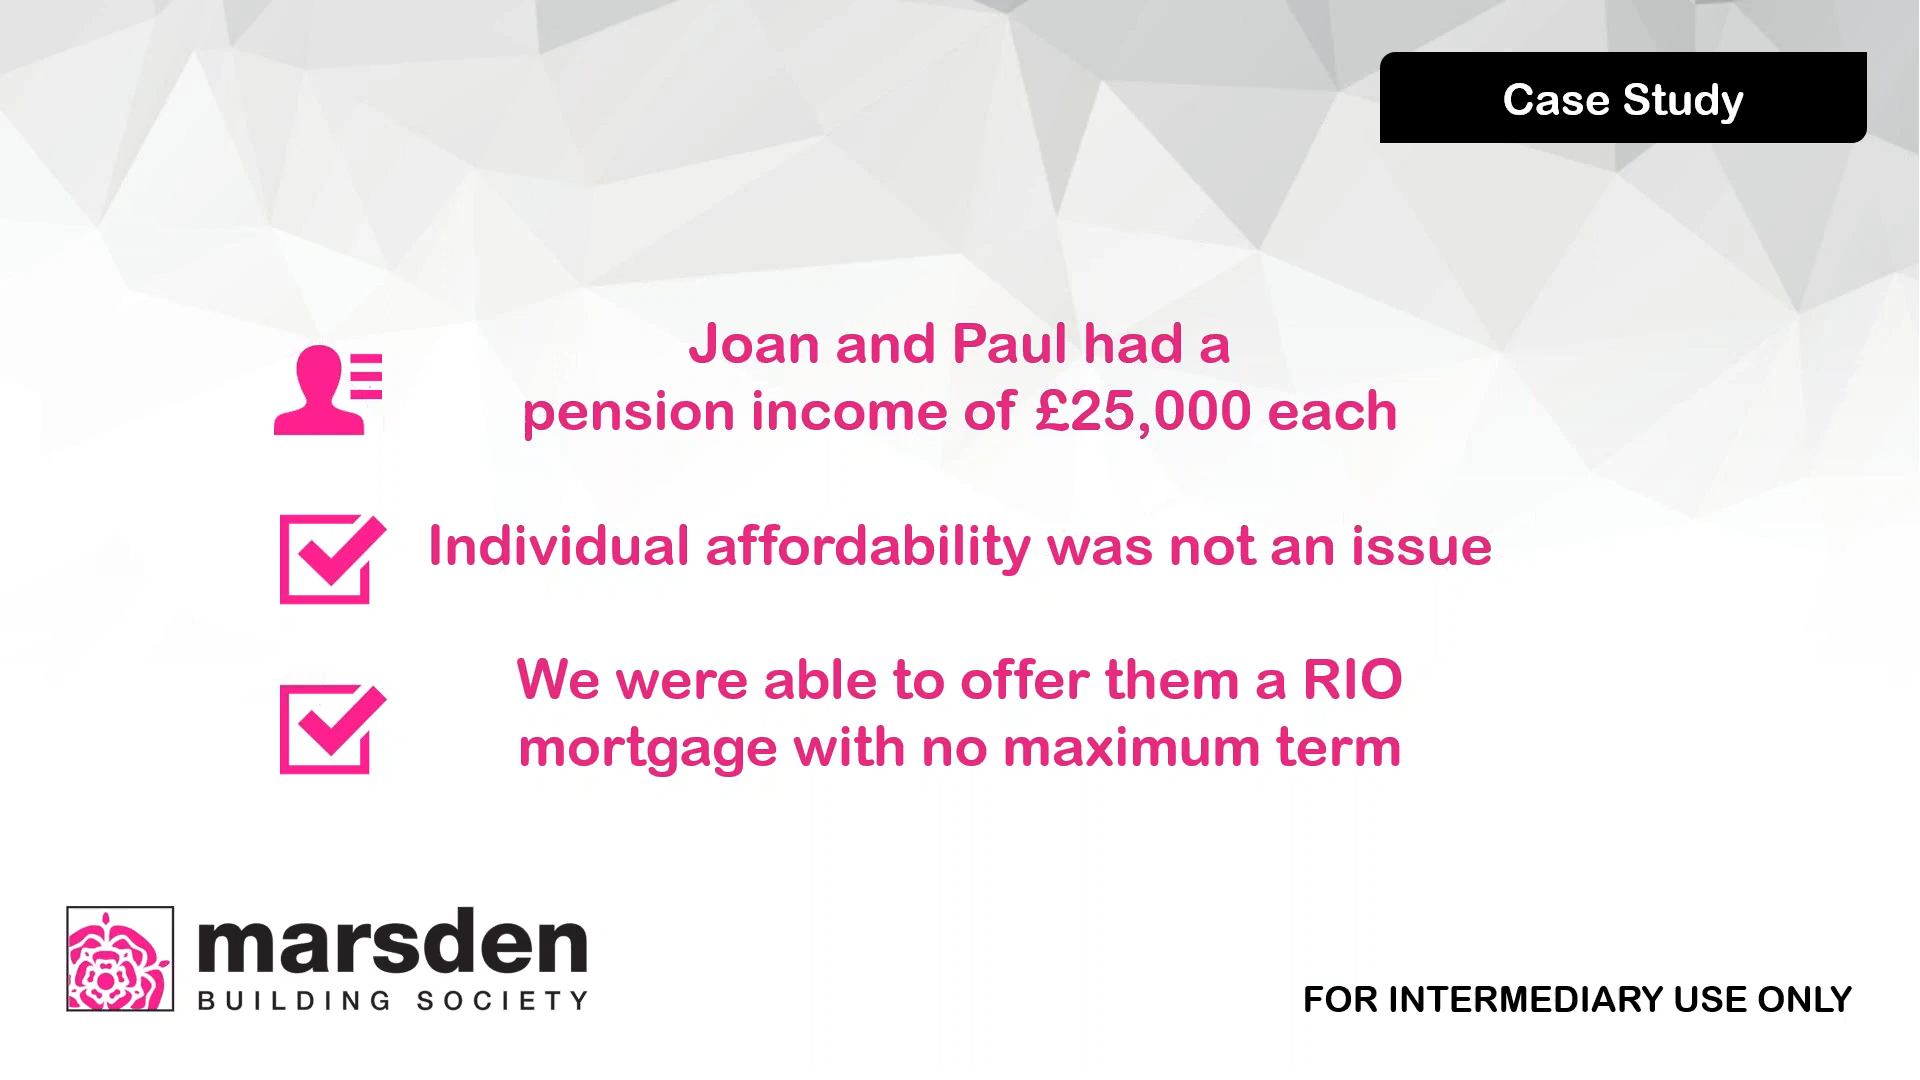 Case Study
Joan and Paul had a
pension income of £25,000 each
Individual affordability was not an issue
We were able to offer them a RIO
mortgage with no maximum term
marsden
BUILDING SOCIETY
FOR INTERMEDIARY USE ONLY